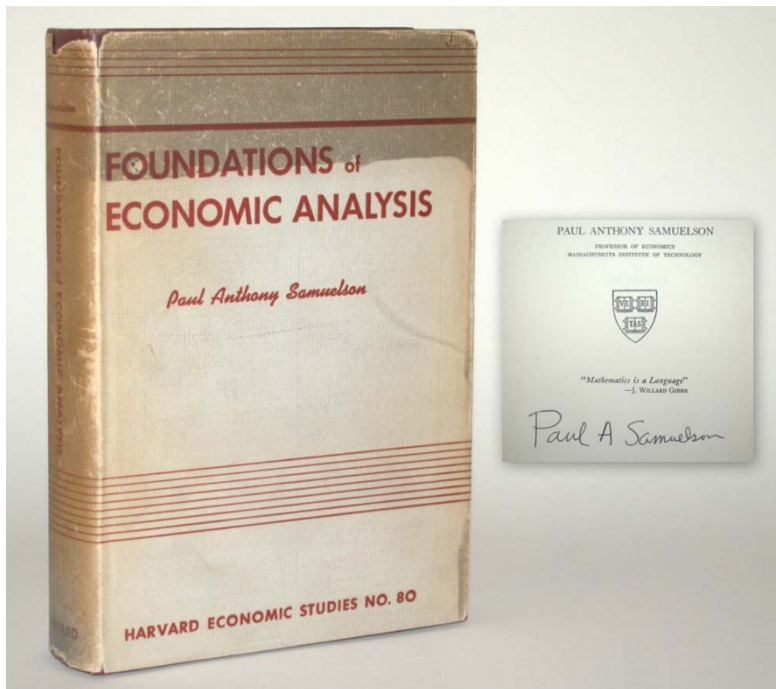 FOUNDATIONS of
ECONOMIC ANALYSIS
Paul Anthony Samuelson
HARVARD ECONOMIC STUDIES NO. 80
FOUNDATIONS of ECONOMIC ANALYSIS
PAUL ANTHONY SAMUELSON
PROFESSOR OF ECONOMICS
MASSACHUSETTS INSTITUTE OF TECHNOLOGY
VE RI
TAS
"Mathematics is a Language"
—J. WILLARD GIBBS
Paul A Samuelson